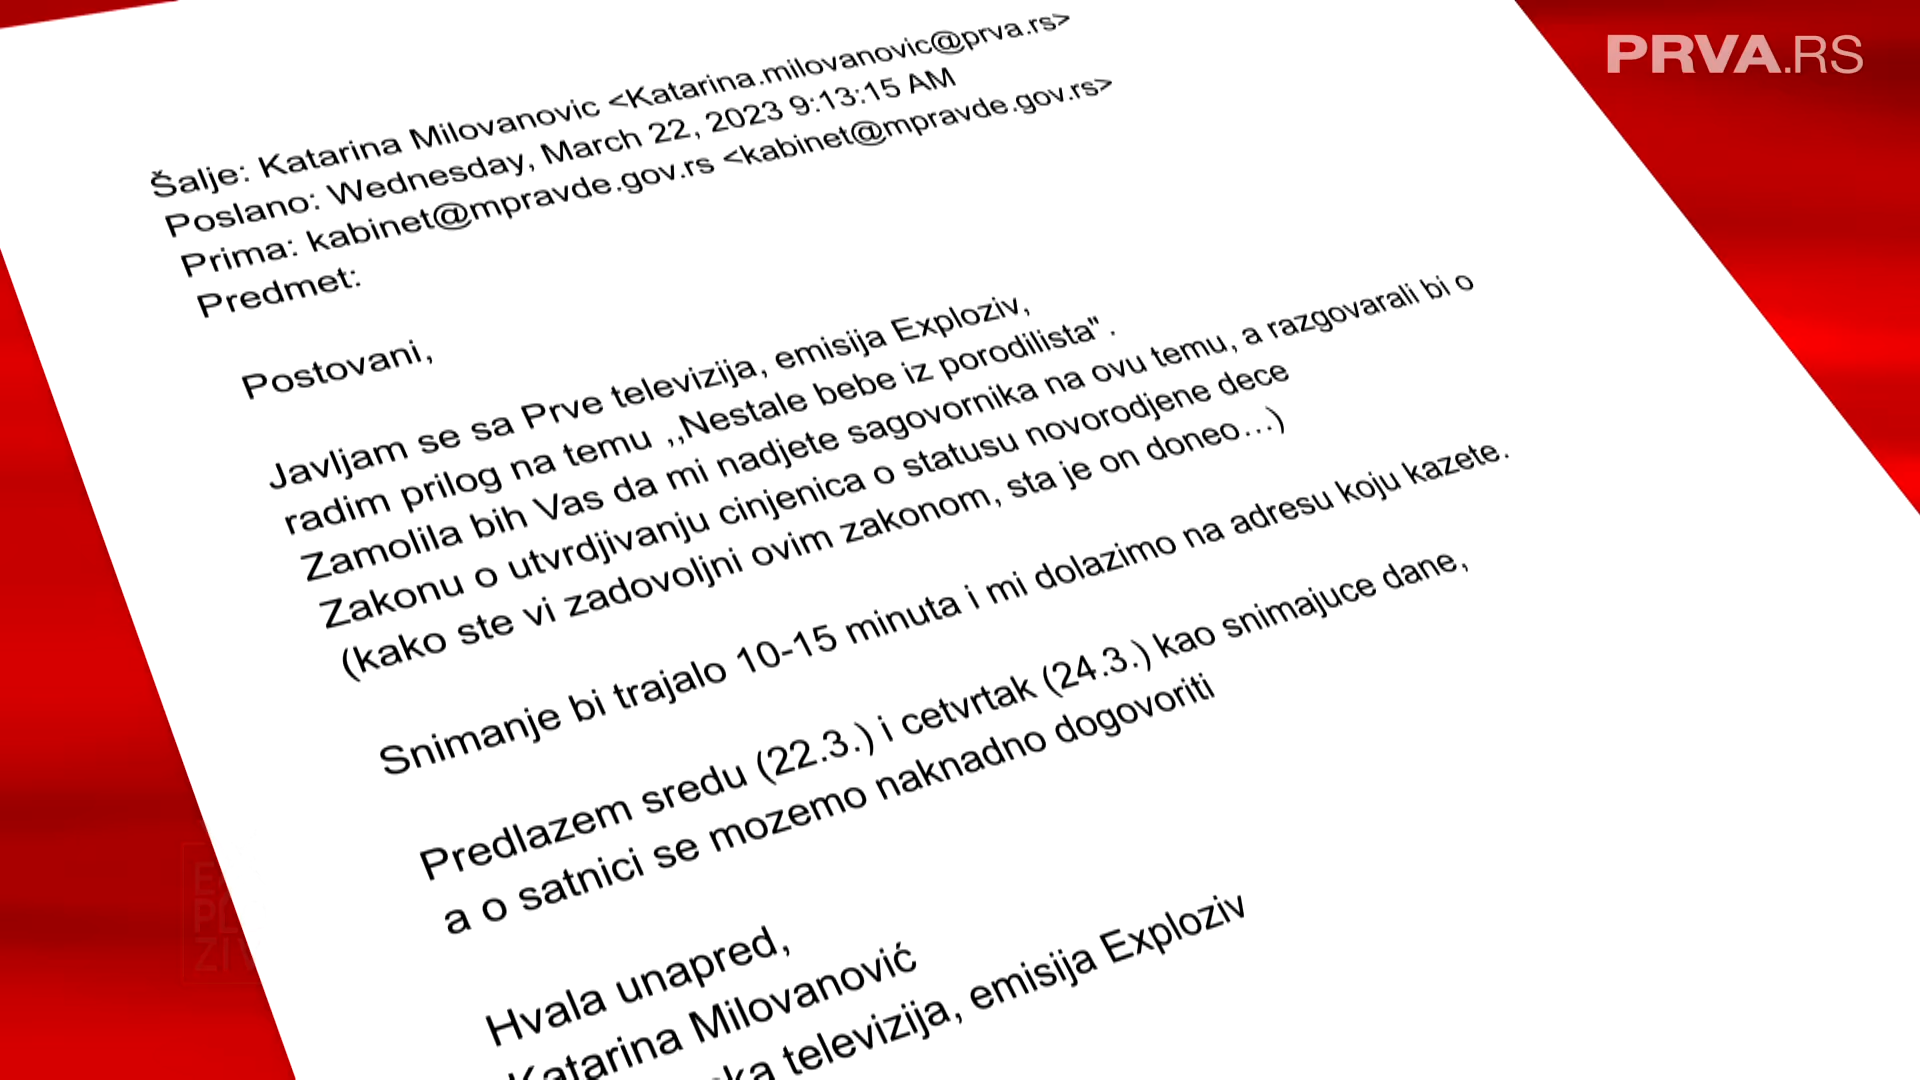 PRVA.RS
Šalje: Katarina Milovanovic <Katarina.milovanovic@prva.rs>
Poslano: Wednesday, March 22, 2023 9:13:15 AM
Prima: kabinet@mpravde.gov.rs <kabinet@mpravde.gov.rs>
Predmet:
Postovani,
Javljam se sa Prve televizija, emisija Exploziv,
radim prilog na temu ,,Nestale bebe iz porodilista".
Zamolila bih Vas da mi nadjete sagovornika na ovu temu, a razgovarali bi o
Zakonu o utvrdjivanju cinjenica o statusu novorodjene dece
(kako ste vi zadovoljni ovim zakonom, sta je on doneo...)
Snimanje bi trajalo 10-15 minuta i mi dolazimo na adresu koju kazete.
Predlazem sredu (22.3.) i cetvrtak (24.3.) kao snimajuce dane,
a o satnici se mozemo naknadno dogovoriti
Hvala unapred,
Katarina Milovanović
televizija, emisija Exploziv